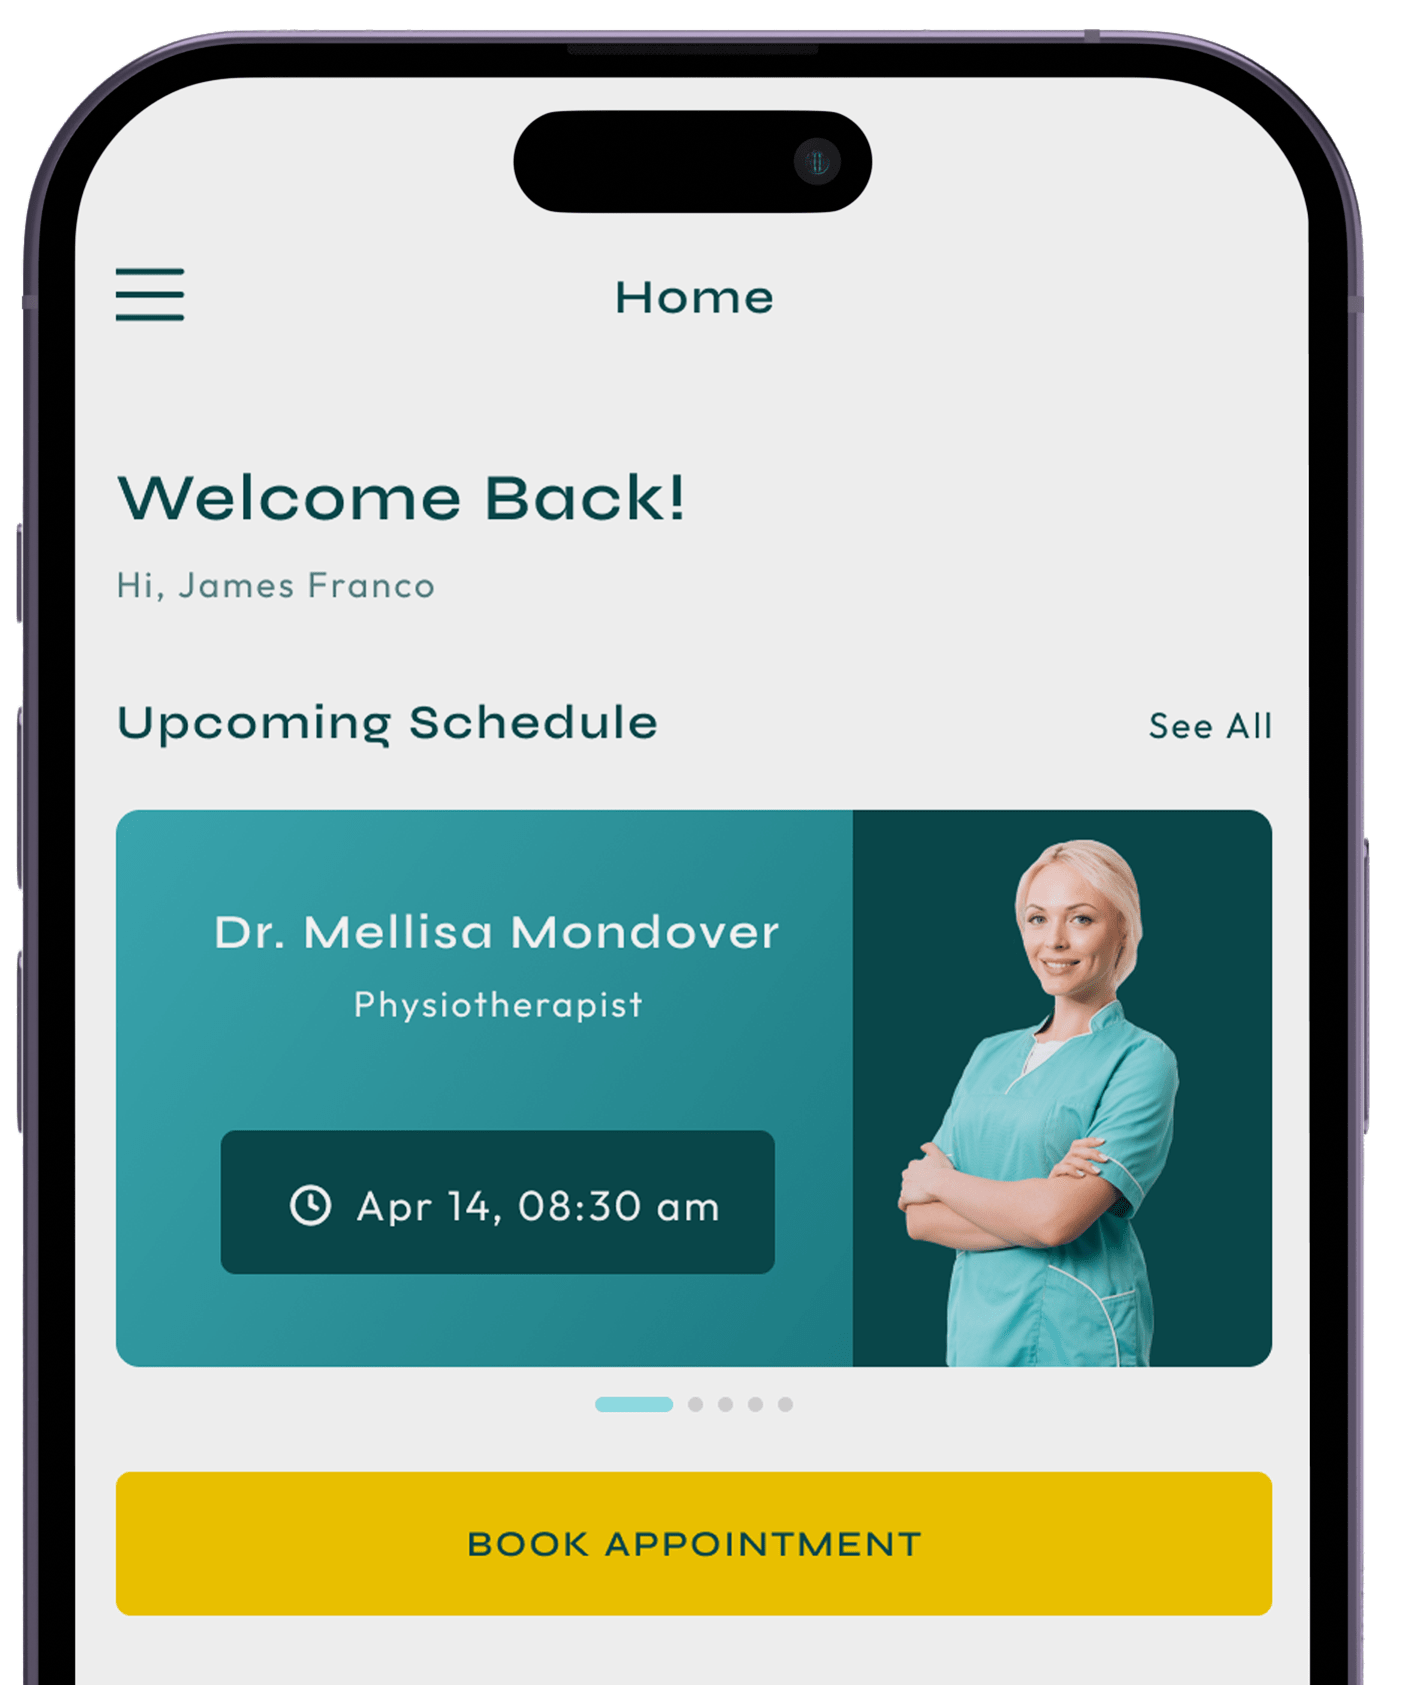 Home
Welcome Back!
Hi, James Franco
Upcoming Schedule
See All
Dr. Mellisa Mondover
Physiotherapist
Apr 14, 08:30 am
BOOK APPOINTMENT